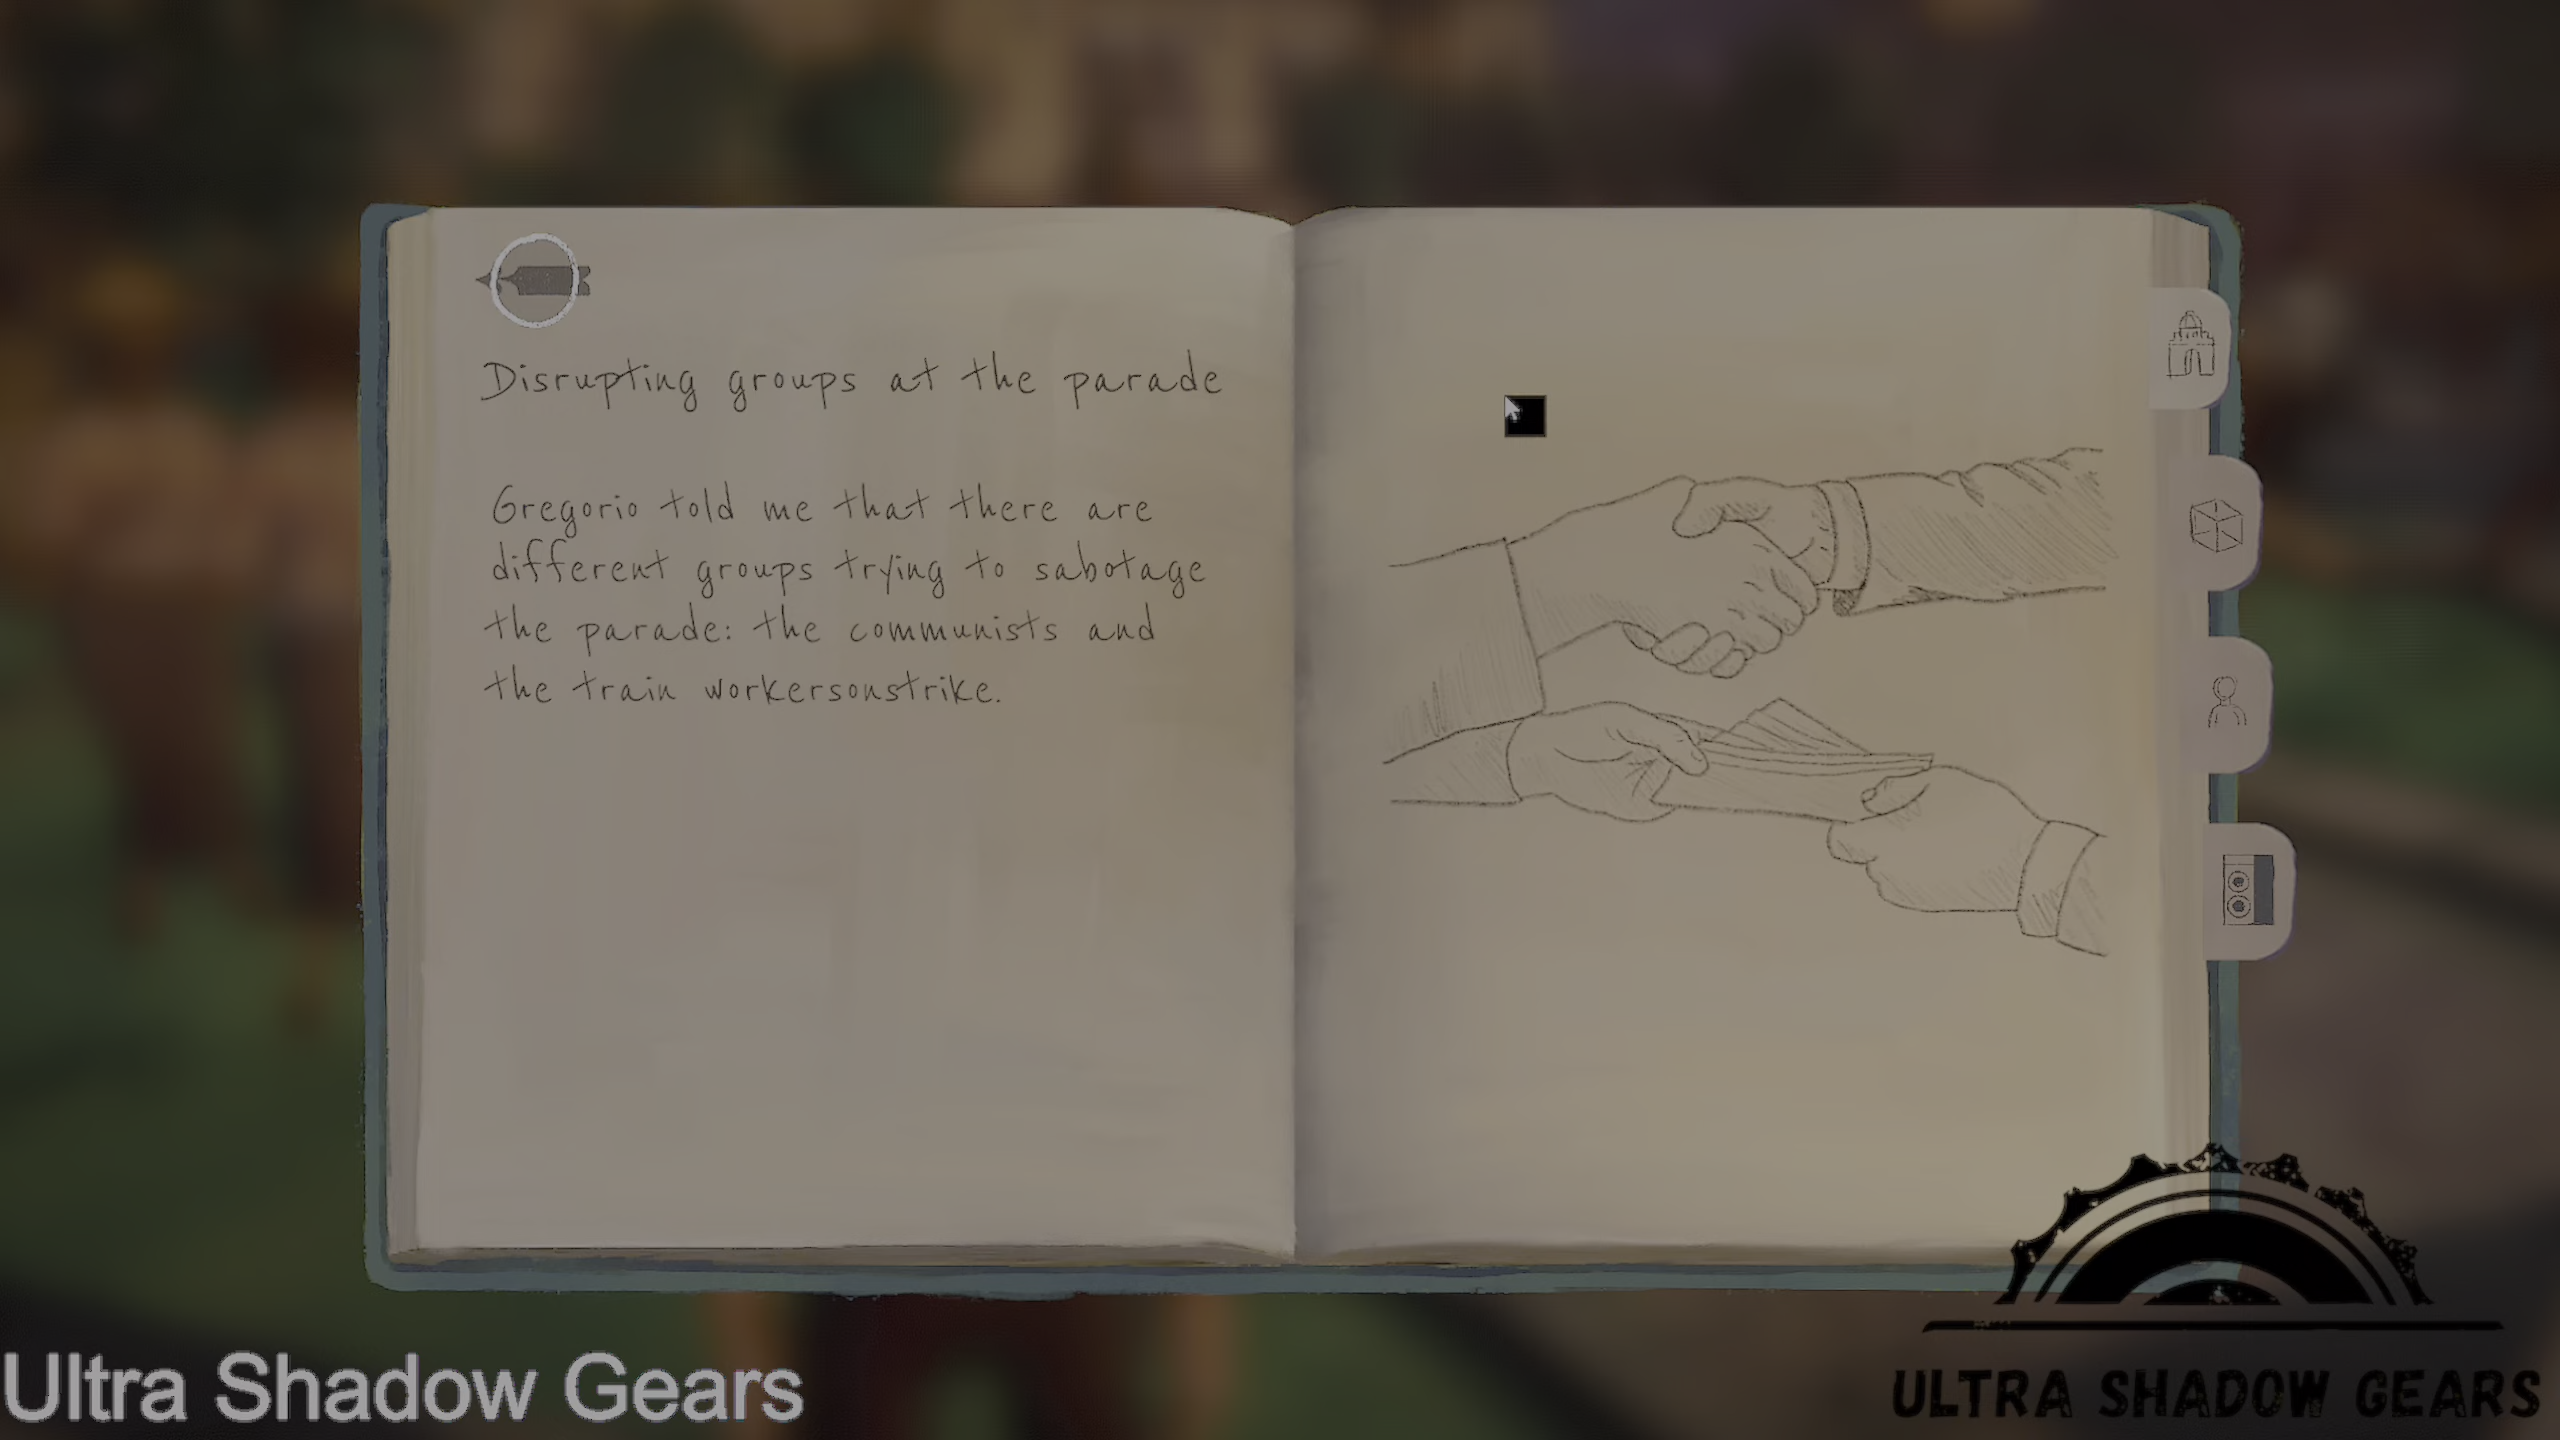 Disrupting groups at the parade
Gregorio told me that there are
different groups trying to sabotage
the parade: the communists and
the train workersonstrike.
Ultra Shadow Gears
ULTRA SHADOW GEARS